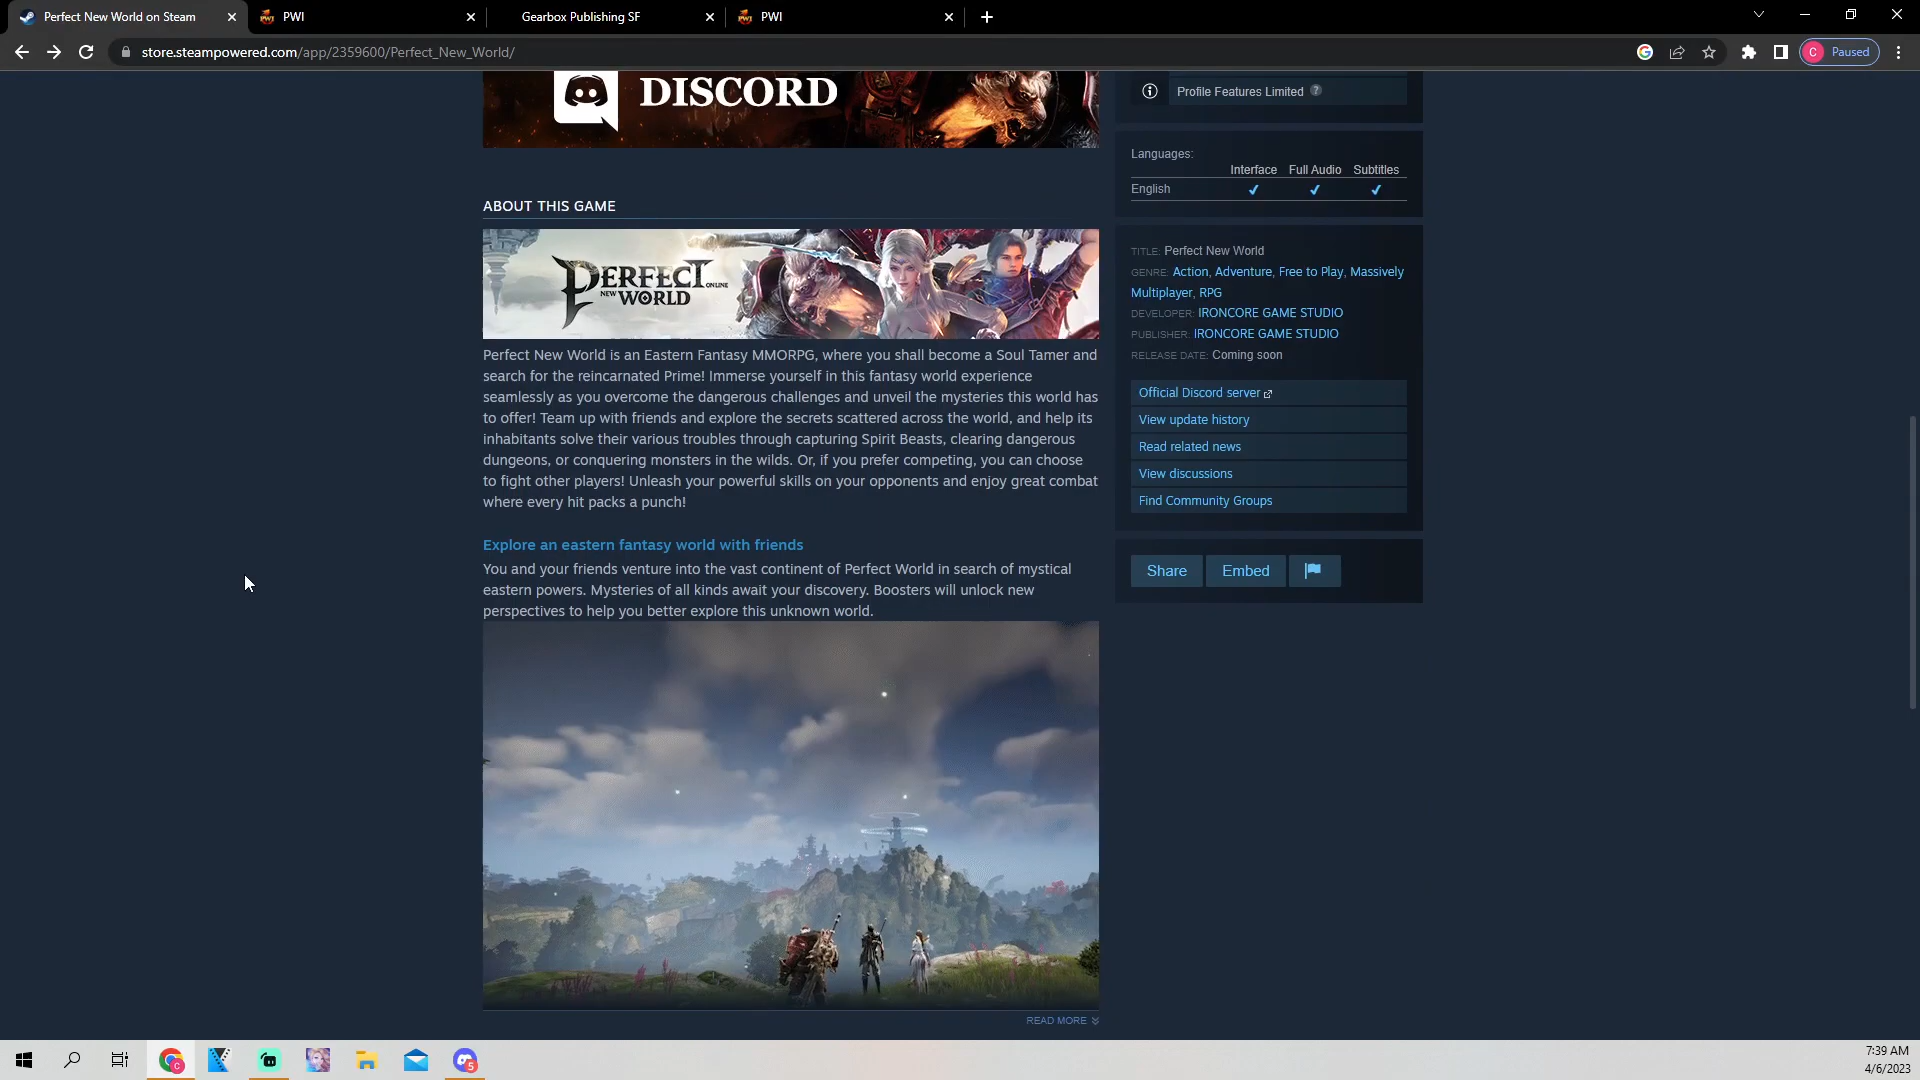 Perfect New World on Steam
PWI
Gearbox Publishing SF
PWI
store.steampowered.com/app/2359600/Perfect_New_World/
C Paused
DISCORD
Profile Features Limited ?
Languages:
Interface Full Audio Subtitles
English ✔ ✔ ✔
ABOUT THIS GAME
PERFECT
NEW WORLD ONLINE
Perfect New World is an Eastern Fantasy MMORPG, where you shall become a Soul Tamer and
search for the reincarnated Prime! Immerse yourself in this fantasy world experience
seamlessly as you overcome the dangerous challenges and unveil the mysteries this world has
to offer! Team up with friends and explore the secrets scattered across the world, and help its
inhabitants solve their various troubles through capturing Spirit Beasts, clearing dangerous
dungeons, or conquering monsters in the wilds. Or, if you prefer competing, you can choose
to fight other players! Unleash your powerful skills on your opponents and enjoy great combat
where every hit packs a punch!
Explore an eastern fantasy world with friends
You and your friends venture into the vast continent of Perfect World in search of mystical
eastern powers. Mysteries of all kinds await your discovery. Boosters will unlock new
perspectives to help you better explore this unknown world.
READ MORE
TITLE: Perfect New World
GENRE: Action, Adventure, Free to Play, Massively
Multiplayer, RPG
DEVELOPER: IRONCORE GAME STUDIO
PUBLISHER: IRONCORE GAME STUDIO
RELEASE DATE: Coming soon
Official Discord server
View update history
Read related news
View discussions
Find Community Groups
Share Embed
5
7:39 AM
4/6/2023